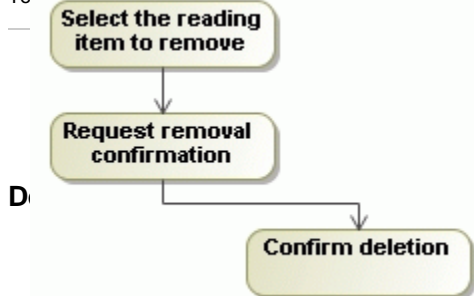 Select the reading
item to remove
Request removal
confirmation
Confirm deletion